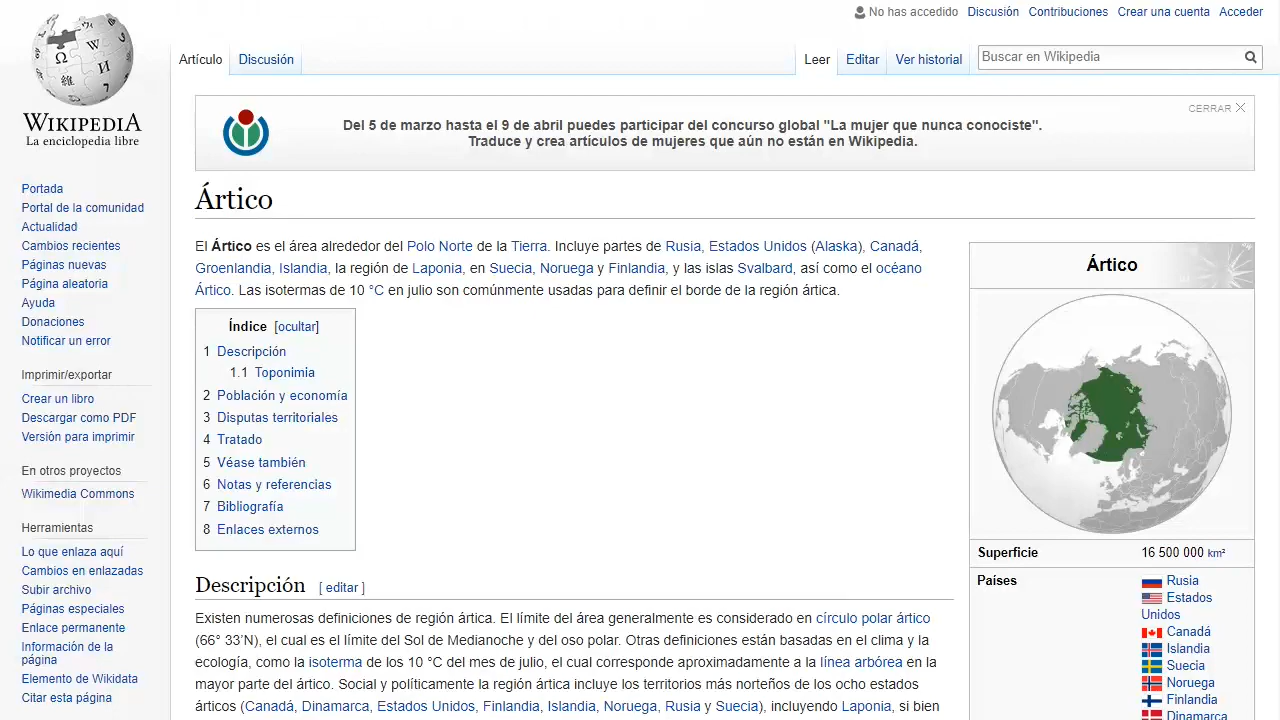 No has accedido Discusión Contribuciones Crear una cuenta Acceder
Artículo Discusión Leer Editar Ver historial Buscar en Wikipedia
WIKIPEDIA
La enciclopedia libre
Portada
Portal de la comunidad
Actualidad
Cambios recientes
Páginas nuevas
Página aleatoria
Ayuda
Donaciones
Notificar un error
Imprimir/exportar
Crear un libro
Descargar como PDF
Versión para imprimir
En otros proyectos
Wikimedia Commons
Herramientas
Lo que enlaza aquí
Cambios en enlazadas
Subir archivo
Páginas especiales
Enlace permanente
Información de la
página
Elemento de Wikidata
Citar esta página
CERRAR
Del 5 de marzo hasta el 9 de abril puedes participar del concurso global "La mujer que nunca conociste".
Traduce y crea artículos de mujeres que aún no están en Wikipedia.
Ártico
El Ártico es el área alrededor del Polo Norte de la Tierra. Incluye partes de Rusia, Estados Unidos (Alaska), Canadá,
Groenlandia, Islandia, la región de Laponia, en Suecia, Noruega y Finlandia, y las islas Svalbard, así como el océano
Ártico. Las isotermas de 10 °C en julio son comúnmente usadas para definir el borde de la región ártica.
Índice [ocultar]
1 Descripción
1.1 Toponimia
2 Población y economía
3 Disputas territoriales
4 Tratado
5 Véase también
6 Notas y referencias
7 Bibliografía
8 Enlaces externos
Descripción [ editar ]
Existen numerosas definiciones de región ártica. El límite del área generalmente es considerado en círculo polar ártico
(66° 33'N), el cual es el límite del Sol de Medianoche y del oso polar. Otras definiciones están basadas en el clima y la
ecología, como la isoterma de los 10 °C del mes de julio, el cual corresponde aproximadamente a la línea arbórea en la
mayor parte del ártico. Social y políticamente la región ártica incluye los territorios más norteños de los ocho estados
árticos (Canadá, Dinamarca, Estados Unidos, Finlandia, Islandia, Noruega, Rusia y Suecia), incluyendo Laponia, si bien
Ártico
Superficie 16 500 000 km²
Países Rusia
Estados
Unidos
Canadá
Islandia
Suecia
Noruega
Finlandia
Dinamarca